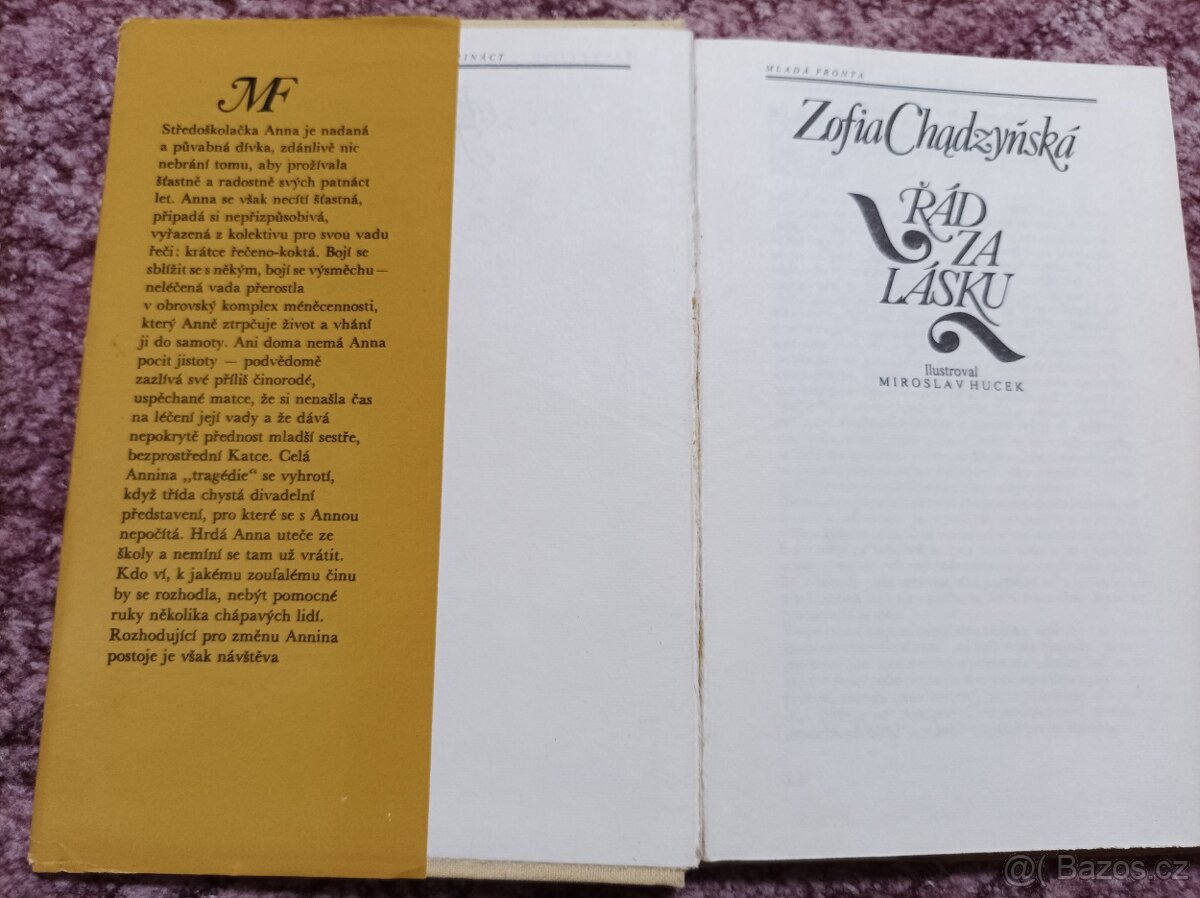 MF
Středoškolačka Anna je nadaná
a půvabná dívka, zdánlivě nic
nebrání tomu, aby prožívala
šťastně a radostně svých patnáct
let. Anna se však necítí šťastná,
připadá si nepřizpůsobivá,
vyřazená z kolektivu pro svou vadu
řeči: krátce řečeno-koktá. Bojí se
sblížit se s někým, bojí se výsměchu —
neléčená vada přerostla
v obrovský komplex méněcennosti,
který Anně ztrpčuje život a vhání
ji do samoty. Ani doma nemá Anna
pocit jistoty — podvědomě
zazlívá své příliš činorodé,
uspěchané matce, že si nenašla čas
na léčení její vady a že dává
nepokrytě přednost mladší sestře,
bezprostřední Katce. Celá
Annina „tragédie“ se vyhrotí,
když třída chystá divadelní
představení, pro které se s Annou
nepočítá. Hrdá Anna uteče ze
školy a nemíní se tam už vrátit.
Kdo ví, k jakému zoufalému činu
by se rozhodla, nebýt pomocné
ruky několika chápavých lidí.
Rozhodující pro změnu Annina
postoje je však návštěva
INÁCT
MLADÁ FRONTA
Zofia Chądzyńská
ŘÁD
ZA
LÁSKU
Ilustroval
MIROSLAV HUCEK
@( Bazos.cz